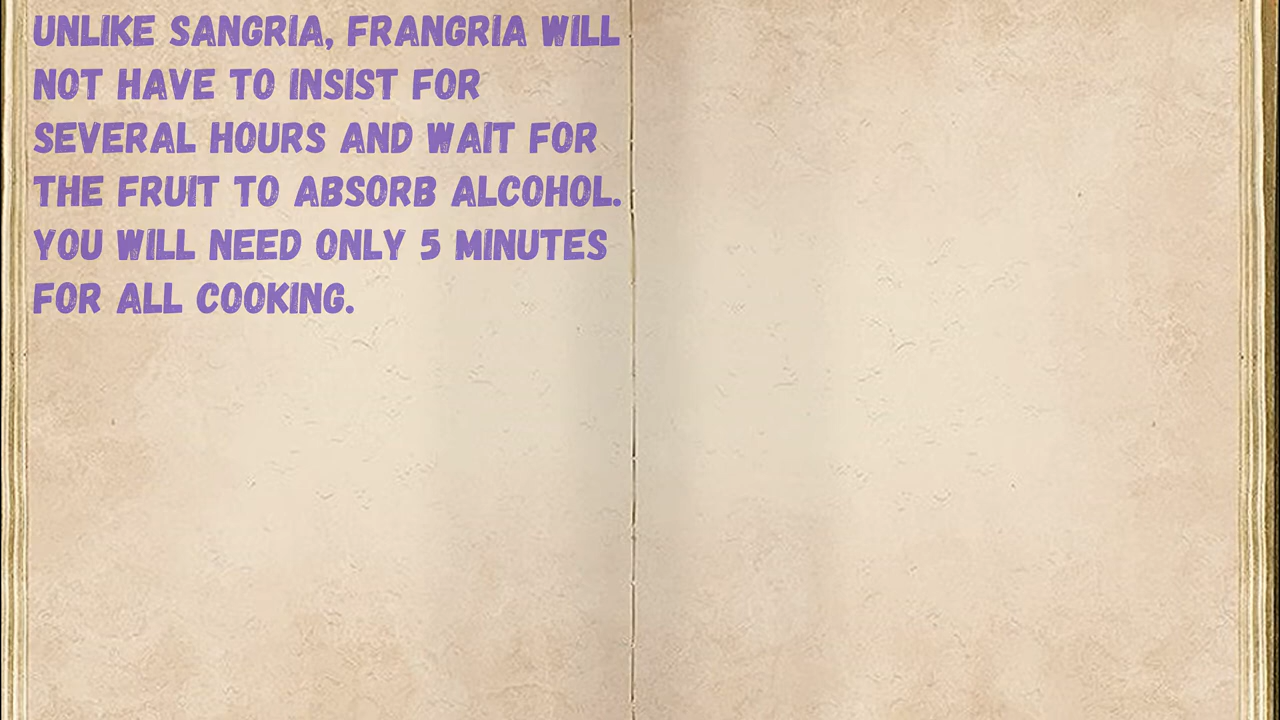 UNLIKE SANGRIA, FRANGRIA WILL
NOT HAVE TO INSIST FOR
SEVERAL HOURS AND WAIT FOR
THE FRUIT TO ABSORB ALCOHOL.
YOU WILL NEED ONLY 5 MINUTES
FOR ALL COOKING.